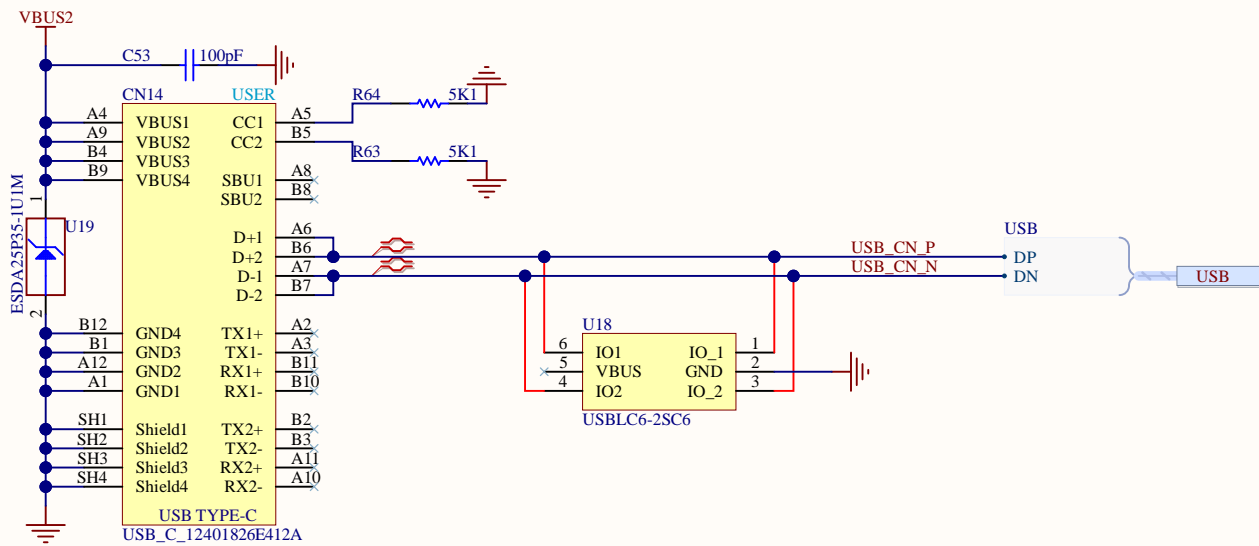 VBUS2
C53 100pF
CN14 USER
R64 5K1
R63 5K1
A4 VBUS1 CC1 A5
A9 VBUS2 CC2 B5
B4 VBUS3
B9 VBUS4 SBU1 A8
SBU2 B8
1
U19
ESDA25P35-1U1M
2
D+1 A6
D+2 B6
D-1 A7
D-2 B7
USB_CN_P
USB_CN_N
USB
DP
DN
USB
B12 GND4 TX1+ A2
B1 GND3 TX1- A3
A12 GND2 RX1+ B11
A1 GND1 RX1- B10
SH1 Shield1 TX2+ B2
SH2 Shield2 TX2- B3
SH3 Shield3 RX2+ A11
SH4 Shield4 RX2- A10
USB TYPE-C
USB_C_12401826E412A
U18
6 IO1 IO_1 1
5 VBUS GND 2
4 IO2 IO_2 3
USBLC6-2SC6